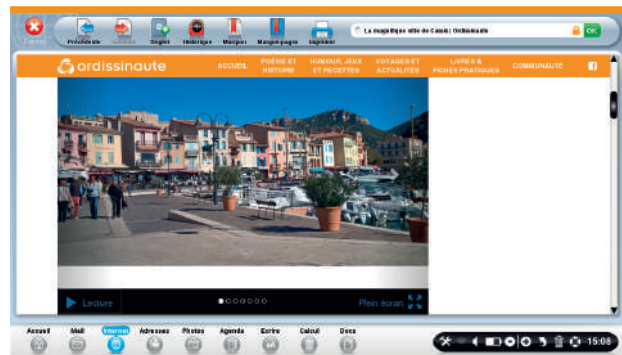 Fermer
Précédente Suivante Onglet Historique Marquer Marque-pages Imprimer
La magnifique ville de Cassis: Ordissinaute
OK
ordissinaute
ACCUEIL
POÉSIE ET
HISTOIRE
HUMOUR, JEUX
ET RECETTES
VOYAGES ET
ACTUALITÉS
LIVRES &
FICHES PRATIQUES
COMMUNAUTÉ
f
Lecture
Plein écran
Accueil Mail Internet Adresses Photos Agenda Ecrire Calcul Docs
15:08